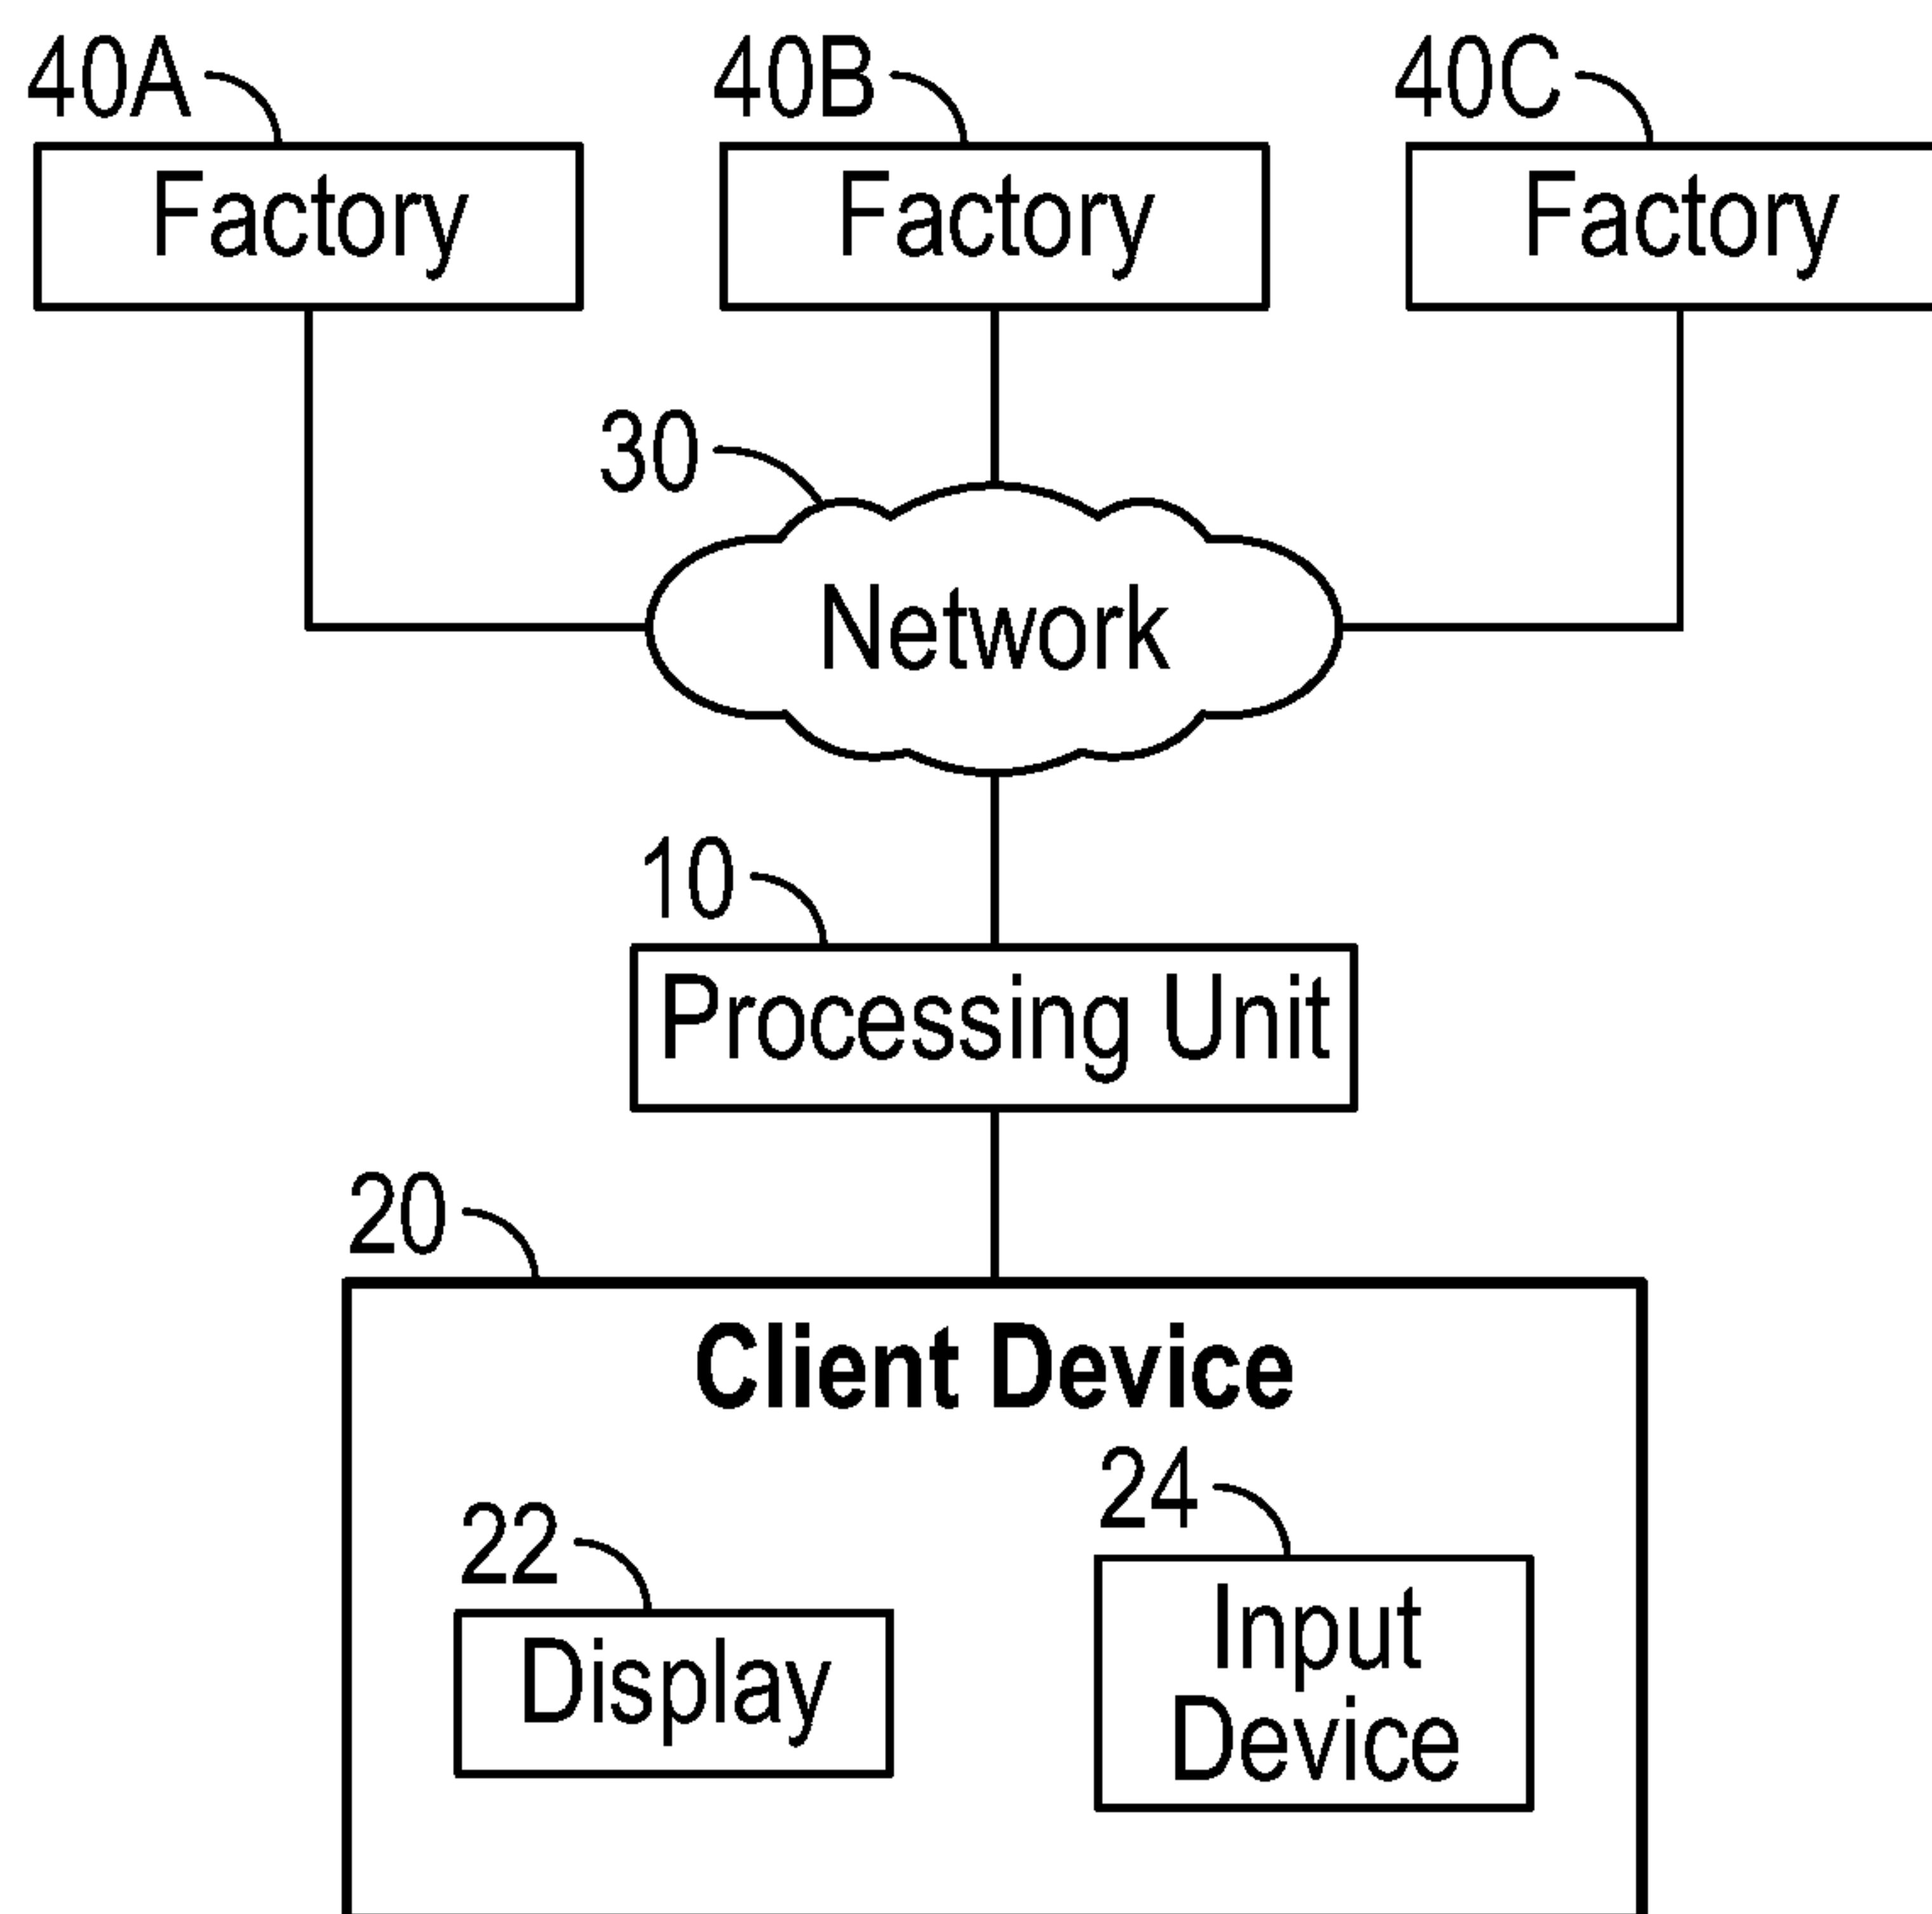 40A
40B
40C
Factory
Factory
Factory
30
Network
10
Processing Unit
20
Client Device
24
22
Input
Device
Display